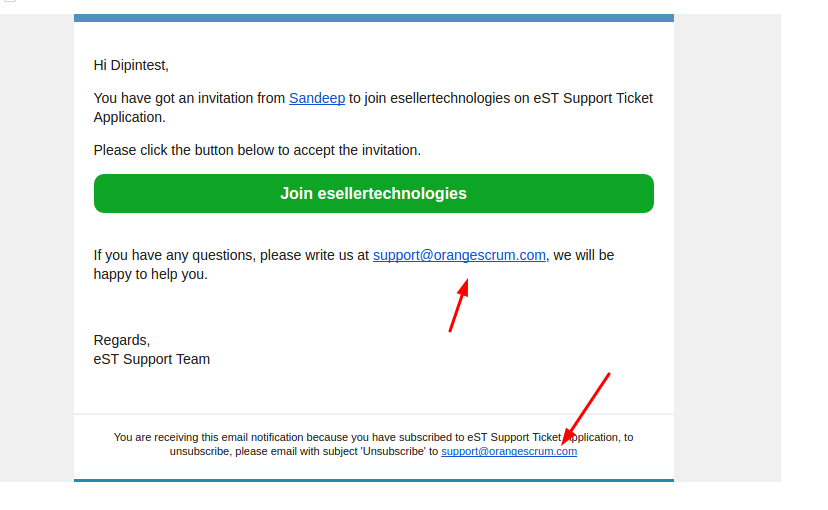 Hi Dipintest,
You have got an invitation from Sandeep to join esellertechnologies on eST Support Ticket
Application.
Please click the button below to accept the invitation.
Join esellertechnologies
If you have any questions, please write us at support@orangescrum.com, we will be
happy to help you.
Regards,
eST Support Team
You are receiving this email notification because you have subscribed to eST Support Ticket Application, to
unsubscribe, please email with subject 'Unsubscribe' to support@orangescrum.com